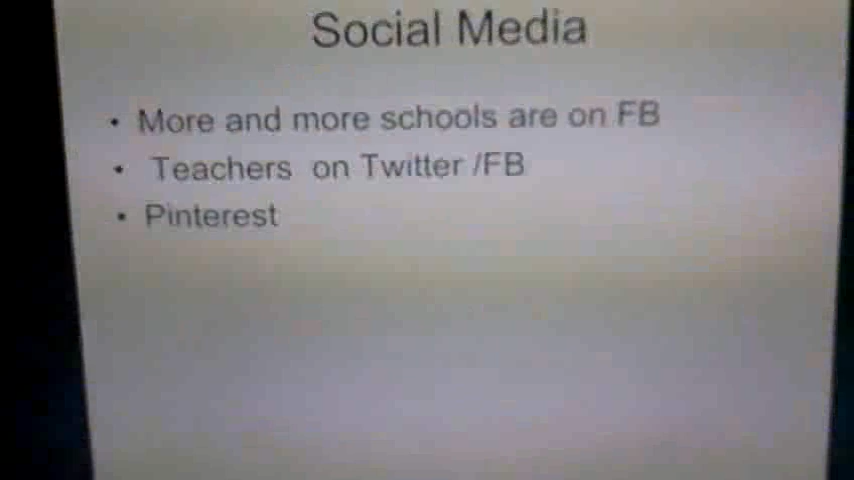 Social Media
• More and more schools are on FB
• Teachers on Twitter /FB
• Pinterest